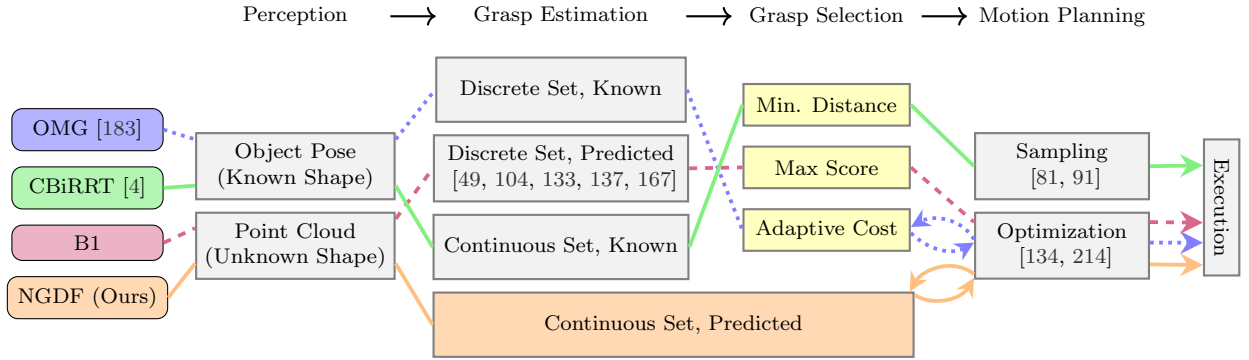 Perception
Grasp Estimation
Grasp Selection
Motion Planning
OMG [183]
CBiRRT [4]
B1
NGDF (Ours)
Object Pose
(Known Shape)
Point Cloud
(Unknown Shape)
Discrete Set, Known
Discrete Set, Predicted
[49, 104, 133, 137, 167]
Continuous Set, Known
Continuous Set, Predicted
Min. Distance
Max Score
Adaptive Cost
Sampling
[81, 91]
Optimization
[134, 214]
Execution